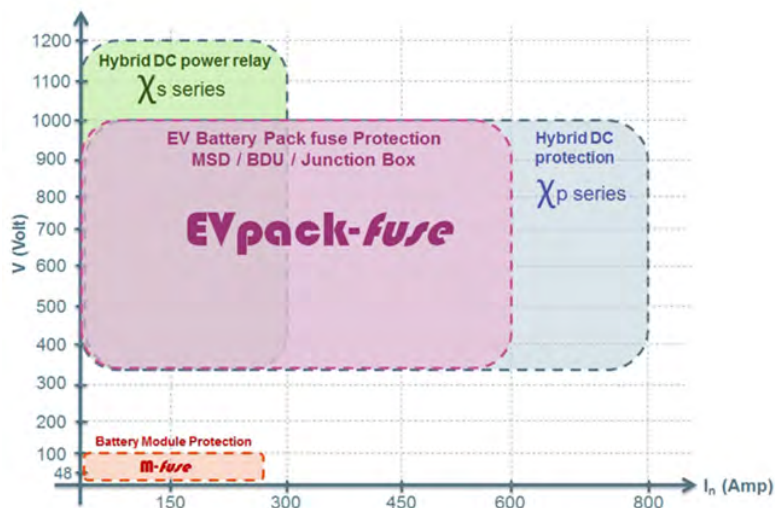 1200
1100
1000
900
800
700
600
500
400
300
200
100
48
V (Volt)
Hybrid DC power relay
χs series
EV Battery Pack fuse Protection
MSD / BDU / Junction Box
EVpack-fuse
Hybrid DC
protection
χp series
Battery Module Protection
M-fuse
150
300
450
600
800
In (Amp)